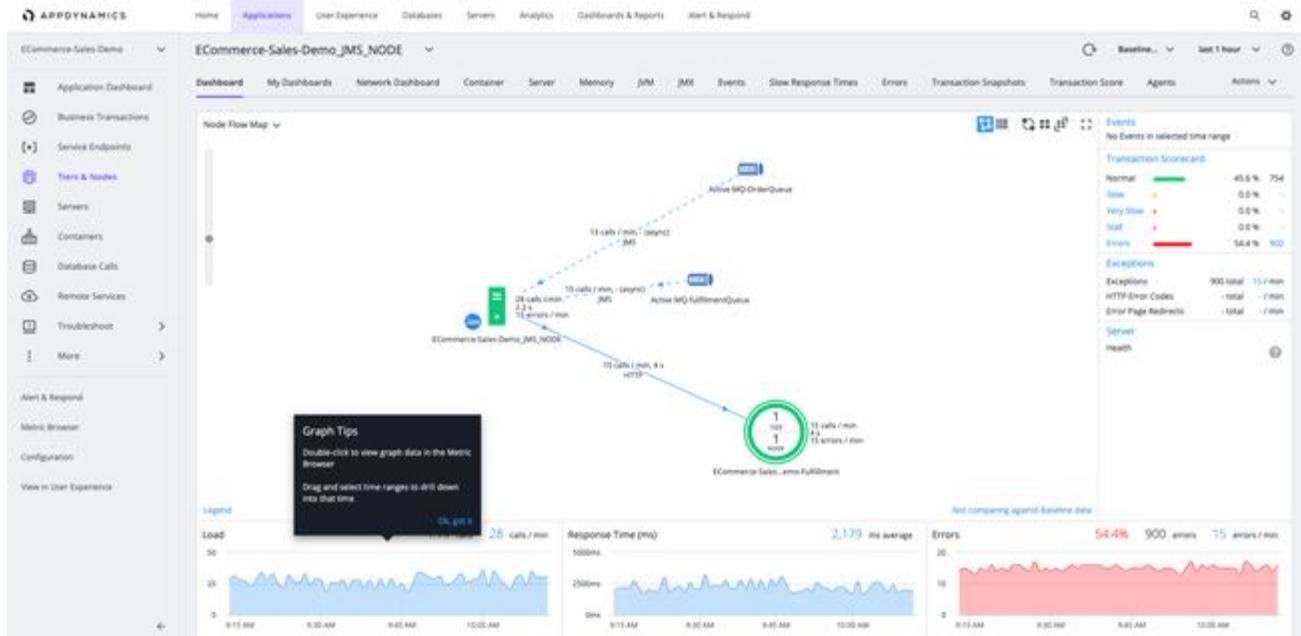 APPDYNAMICS
Home Applications User Experience Databases Servers Analytics Dashboards & Reports Alert & Respond
ECommerce-Sales-Demo
ECommerce-Sales-Demo_JMS_NODE
Baseline... last 1 hour
Dashboard My Dashboards Network Dashboard Container Server Memory JVM JMX Events Slow Response Times Errors Transaction Snapshots Transaction Score Agents Actions
Application Dashboard
Business Transactions
Service Endpoints
Tiers & Nodes
Servers
Containers
Database Calls
Remote Services
Troubleshoot
More
Alert & Respond
Metric Browser
Configuration
View in User Experience
Node Flow Map
Active MQ-OrderQueue
13 calls / min, - (async)
JMS
15 calls / min, - (async)
JMS
Active MQ-FulfillmentQueue
28 calls / min
2.2 s
15 errors / min
ECommerce-Sales-Demo_JMS_NODE
15 calls / min, 4 s
HTTP
1
TIER
1
NODE
15 calls / min
4 s
15 errors / min
ECommerce-Sales...emo-Fulfillment
Graph Tips
Double-click to view graph data in the Metric
Browser
Drag and select time ranges to drill down
into that time
Ok, got it
Legend
Not comparing against Baseline data
Events
No Events in selected time range
Transaction Scorecard
Normal 45.6 % 754
Slow 0.0 % -
Very Slow 0.0 % -
Stall 0.0 % -
Errors 54.4 % 900
Exceptions
Exceptions 900 total 15 / min
HTTP Error Codes - total - / min
Error Page Redirects - total - / min
Server
Health
Load 28 calls / min
50
25
0
9:15 AM 9:30 AM 9:45 AM 10:00 AM
Response Time (ms) 2,179 ms average
5000ms
2500ms
0ms
9:15 AM 9:30 AM 9:45 AM 10:00 AM
Errors 54.4% 900 errors 15 errors / min
20
10
0
9:15 AM 9:30 AM 9:45 AM 10:00 AM